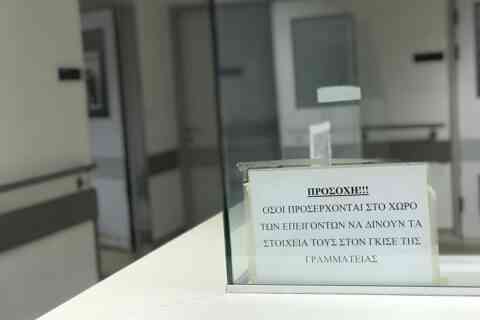 ΠΡΟΣΟΧΗ!!!
ΟΣΟΙ ΠΡΟΣΕΡΧΟΝΤΑΙ ΣΤΟ ΧΩΡΟ
ΤΩΝ ΕΠΕΙΓΟΝΤΩΝ ΝΑ ΔΙΝΟΥΝ ΤΑ
ΣΤΟΙΧΕΙΑ ΤΟΥΣ ΣΤΟΝ ΓΚΙΣΕ ΤΗΣ
ΓΡΑΜΜΑΤΕΙΑΣ